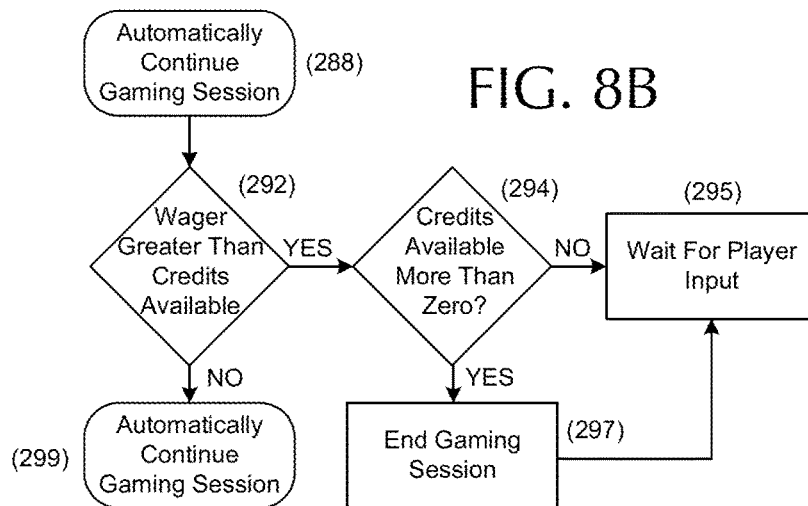 Automatically
Continue
Gaming Session
(288)
FIG. 8B
(292)
Wager
Greater Than
Credits
Available
YES
NO
(294)
Credits
Available
More Than
Zero?
NO
YES
(295)
Wait For Player
Input
(299)
Automatically
Continue
Gaming Session
End Gaming
Session
(297)